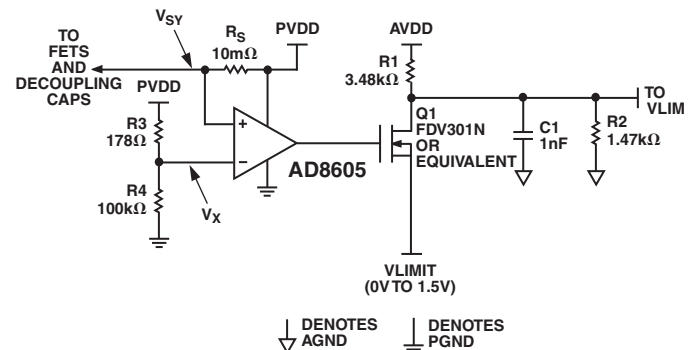 V_SY
TO
FETS
AND
DECOUPLING
CAPS
R_S
10mΩ
PVDD
AVDD
R1
3.48kΩ
PVDD
R3
178Ω
R4
100kΩ
V_X
+
–
AD8605
Q1
FDV301N
OR
EQUIVALENT
C1
1nF
R2
1.47kΩ
TO
VLIM
VLIMIT
(0V TO 1.5V)
DENOTES
AGND
DENOTES
PGND